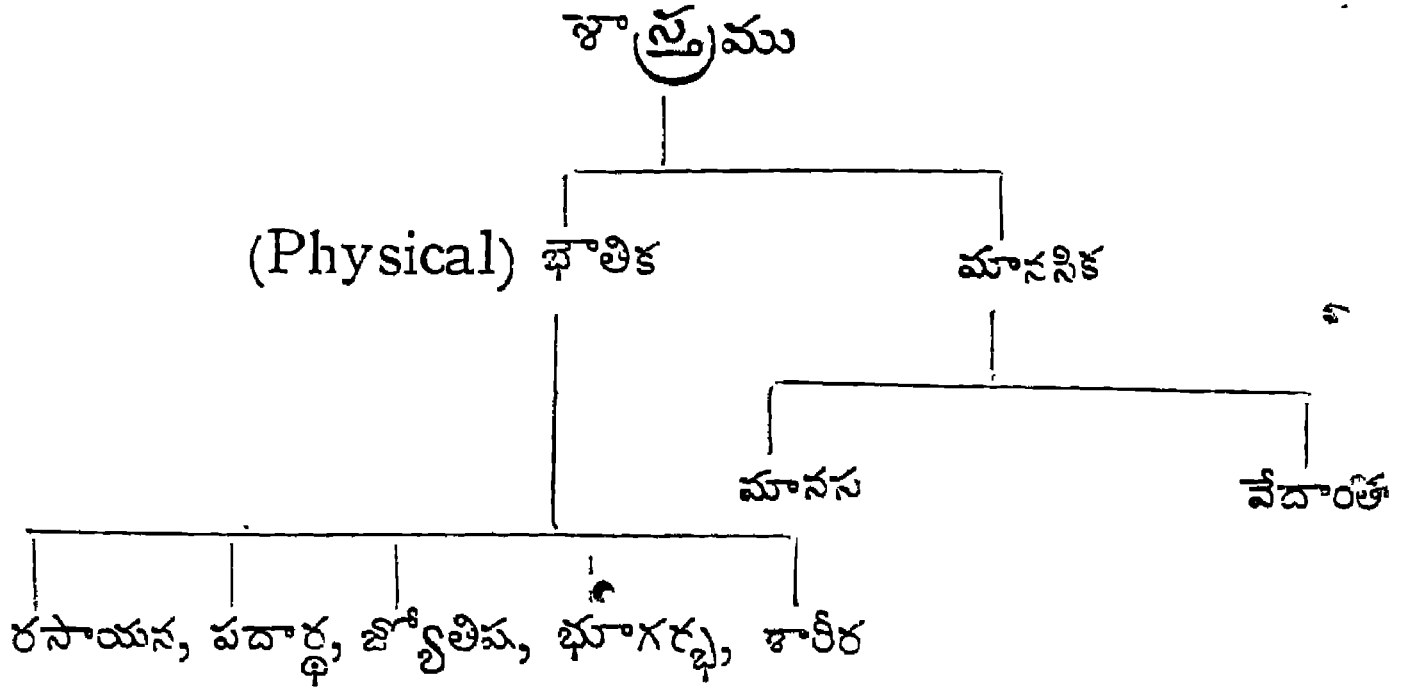 శాస్త్రము
(Physical) భౌతిక మానసిక
మానస వేదాంత
రసాయన, పదార్థ, జ్యోతిష, భూగర్భ, శారీర